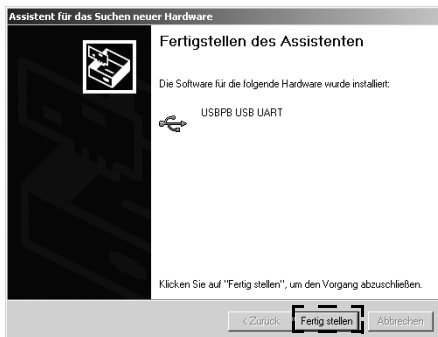 Assistent für das Suchen neuer Hardware
Fertigstellen des Assistenten
Die Software für die folgende Hardware wurde installiert:
USBPB USB UART
Klicken Sie auf "Fertig stellen", um den Vorgang abzuschließen.
< Zurück Fertig stellen Abbrechen